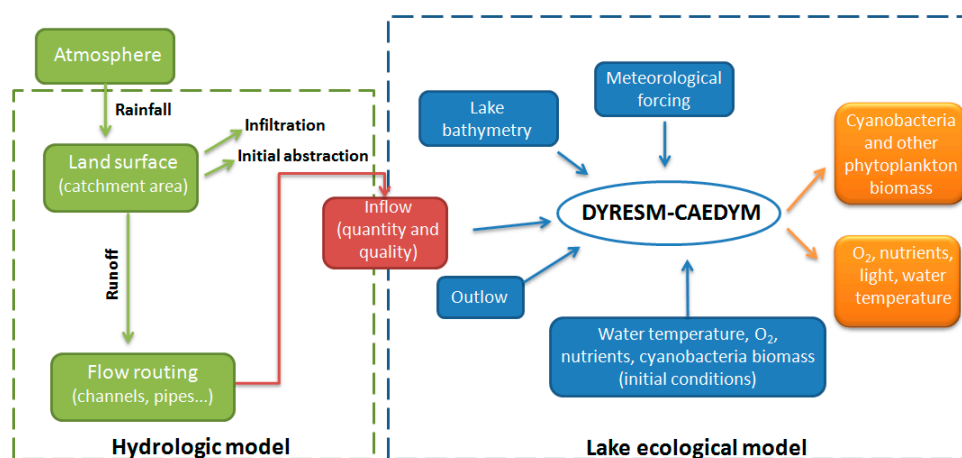 Atmosphere
Rainfall
Infiltration
Initial abstraction
Land surface
(catchment area)
Runoff
Flow routing
(channels, pipes...)
Hydrologic model
Inflow
(quantity and
quality)
Lake
bathymetry
Meteorological
forcing
DYRESM-CAEDYM
Outlow
Water temperature, O₂,
nutrients, cyanobacteria biomass
(initial conditions)
Cyanobacteria
and other
phytoplankton
biomass
O₂, nutrients,
light, water
temperature
Lake ecological model